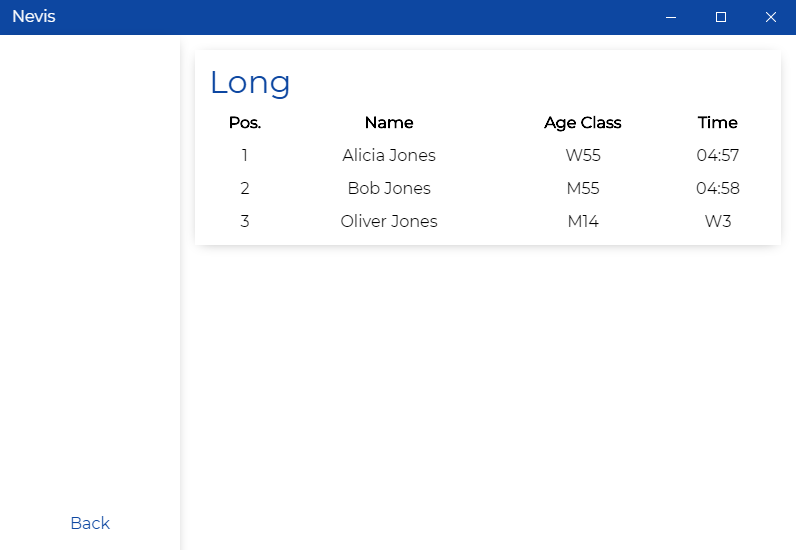 Nevis
Long
Pos. Name Age Class Time
1 Alicia Jones W55 04:57
2 Bob Jones M55 04:58
3 Oliver Jones M14 W3
Back